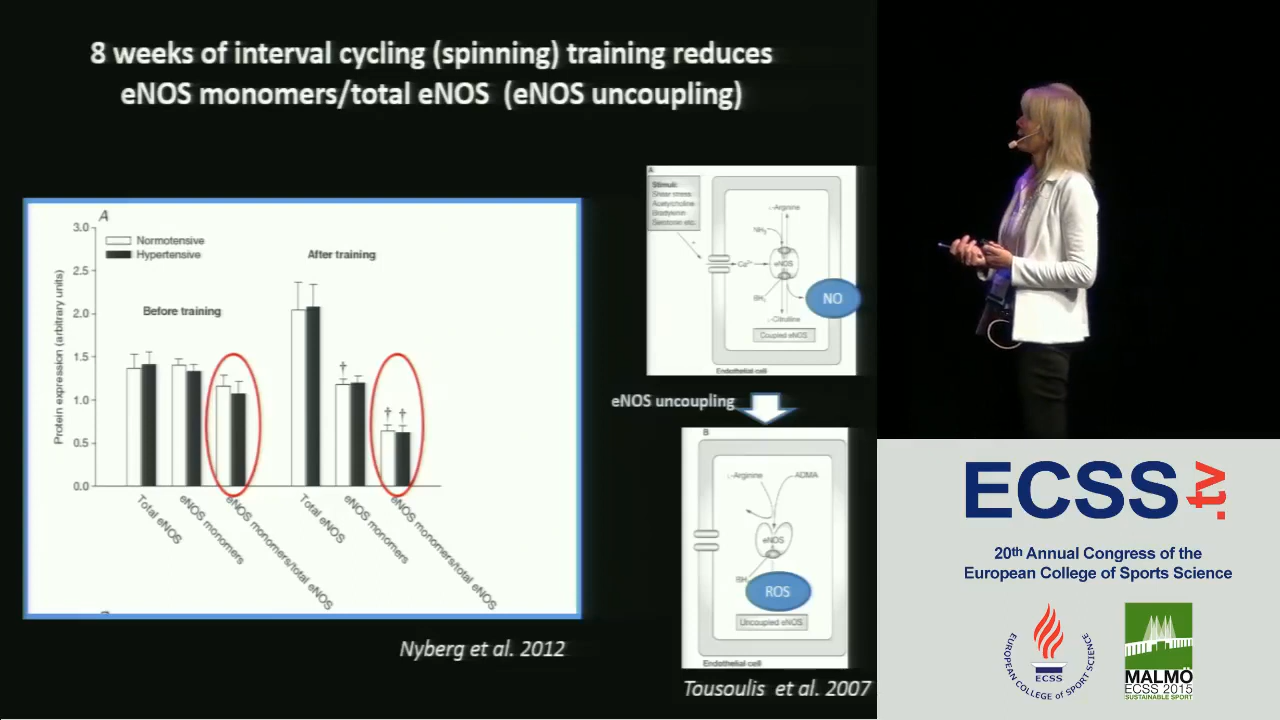 8 weeks of interval cycling (spinning) training reduces
eNOS monomers/total eNOS (eNOS uncoupling)
A
3.0
2.5
2.0
1.5
1.0
0.5
0.0
Protein expression (arbitrary units)
Normotensive
Hypertensive
Before training
After training
†
†
†
Total eNOS
eNOS monomers
eNOS monomers/total eNOS
Total eNOS
eNOS monomers
eNOS monomers/total eNOS
Nyberg et al. 2012
A
Stimuli:
Shear stress
Acetylcholine
Bradykinin
Serotonin etc.
L-Arginine
Ca²⁺
eNOS
NO
L-Citrulline
Coupled eNOS
Endothelial cell
eNOS uncoupling
B
L-Arginine
ADMA
eNOS
ROS
Uncoupled eNOS
Endothelial cell
Tousoulis et al. 2007
ECSS.tv
20th Annual Congress of the
European College of Sports Science
EUROPEAN COLLEGE OF SPORT SCIENCE
ECSS
MALMÖ
ECSS 2015
SUSTAINABLE SPORT